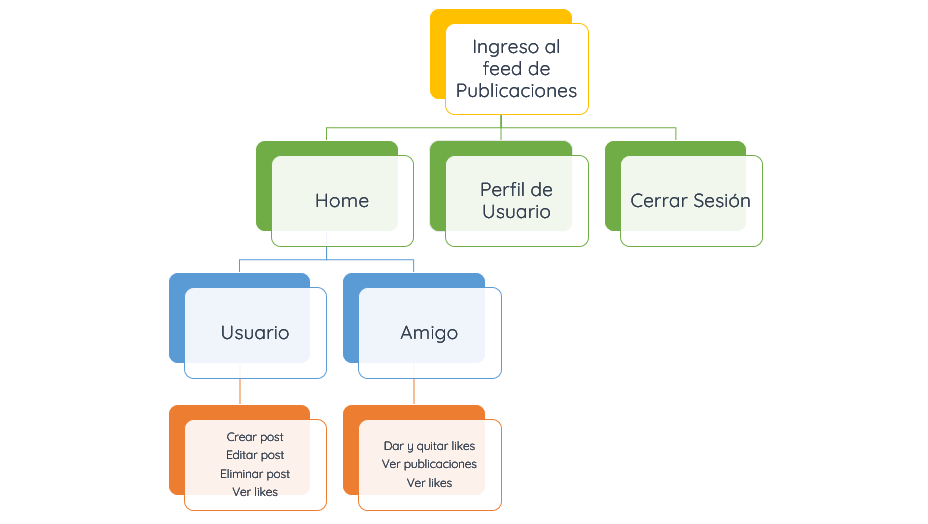 Ingreso al
feed de
Publicaciones
Home
Perfil de
Usuario
Cerrar Sesión
Usuario
Amigo
Crear post
Editar post
Eliminar post
Ver likes
Dar y quitar likes
Ver publicaciones
Ver likes